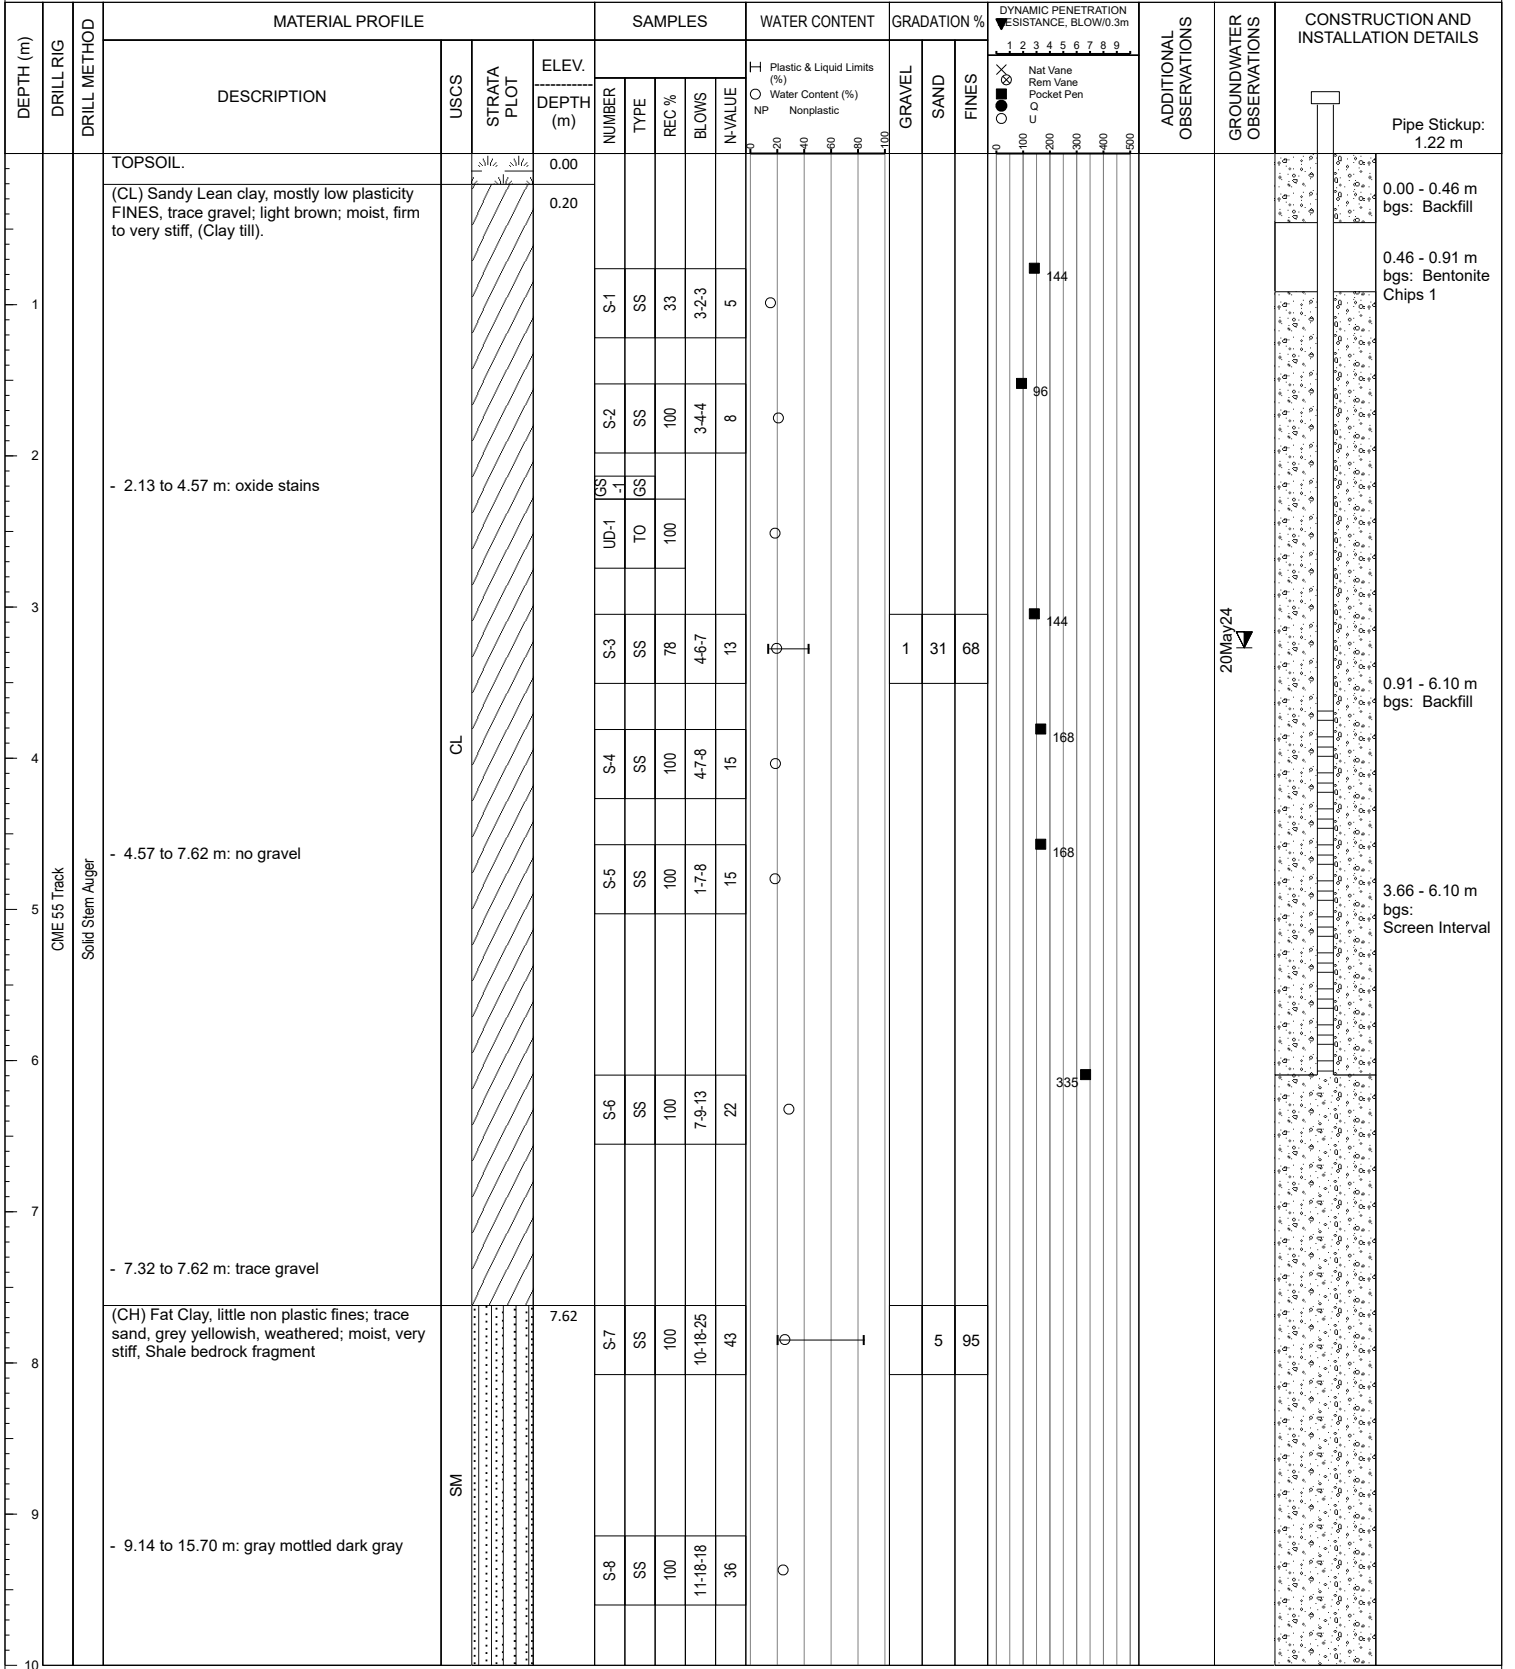 DEPTH (m)
DRILL RIG
DRILL METHOD
MATERIAL PROFILE
DESCRIPTION
USCS
STRATA
PLOT
ELEV.
DEPTH
(m)
SAMPLES
NUMBER
TYPE
REC %
BLOWS
N-VALUE
WATER CONTENT
Plastic & Liquid Limits
(%)
Water Content (%)
NP Nonplastic
0 20 40 60 80 100
GRADATION %
GRAVEL
SAND
FINES
DYNAMIC PENETRATION
RESISTANCE, BLOW/0.3m
1 2 3 4 5 6 7 9
Nat Vane
Rem Vane
Pocket Pen
Q
U
0 100 200 300 400 500
ADDITIONAL
OBSERVATIONS
GROUNDWATER
OBSERVATIONS
CONSTRUCTION AND
INSTALLATION DETAILS
Pipe Stickup:
1.22 m
TOPSOIL.
0.00
(CL) Sandy Lean clay, mostly low plasticity
FINES, trace gravel; light brown; moist, firm
to very stiff, (Clay till).
0.20
0.00 - 0.46 m
bgs: Backfill
0.46 - 0.91 m
bgs: Bentonite
Chips 1
144
1
S-1 SS 33 3-2-3 5
96
S-2 SS 100 3-4-4 8
2
- 2.13 to 4.57 m: oxide stains
GS
-1
GS
UD-1 TO 100
3
144
S-3 SS 78 4-6-7 13
1 31 68
20May24
0.91 - 6.10 m
bgs: Backfill
CL
168
4
S-4 SS 100 4-7-8 15
- 4.57 to 7.62 m: no gravel
168
S-5 SS 100 1-7-8 15
CME 55 Track
Solid Stem Auger
5
3.66 - 6.10 m
bgs:
Screen Interval
6
335
S-6 SS 100 7-9-13 22
7
- 7.32 to 7.62 m: trace gravel
(CH) Fat Clay, little non plastic fines; trace
sand, grey yellowish, weathered; moist, very
stiff, Shale bedrock fragment
7.62
S-7 SS 100 10-18-25 43
5 95
8
SM
9
- 9.14 to 15.70 m: gray mottled dark gray
S-8 SS 100 11-18-18 36
10